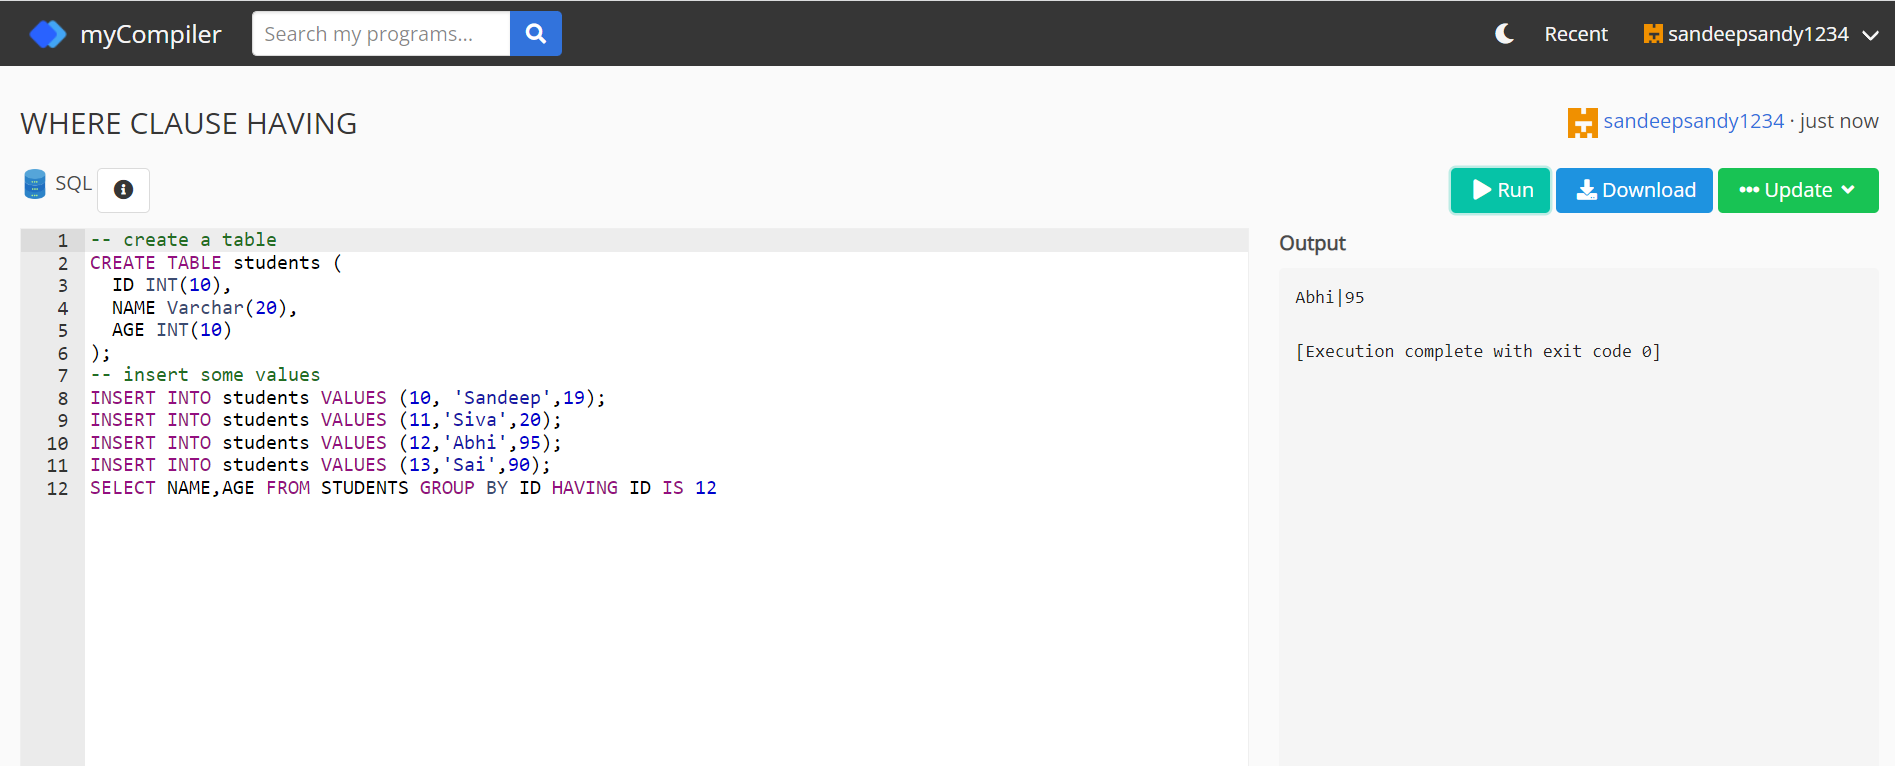 myCompiler
Search my programs...
Recent
sandeepsandy1234
WHERE CLAUSE HAVING
sandeepsandy1234 · just now
SQL
Run
Download
Update
1 -- create a table
2 CREATE TABLE students (
3 ID INT(10),
4 NAME Varchar(20),
5 AGE INT(10)
6 );
7 -- insert some values
8 INSERT INTO students VALUES (10, 'Sandeep',19);
9 INSERT INTO students VALUES (11,'Siva',20);
10 INSERT INTO students VALUES (12,'Abhi',95);
11 INSERT INTO students VALUES (13,'Sai',90);
12 SELECT NAME,AGE FROM STUDENTS GROUP BY ID HAVING ID IS 12
Output
Abhi|95
[Execution complete with exit code 0]